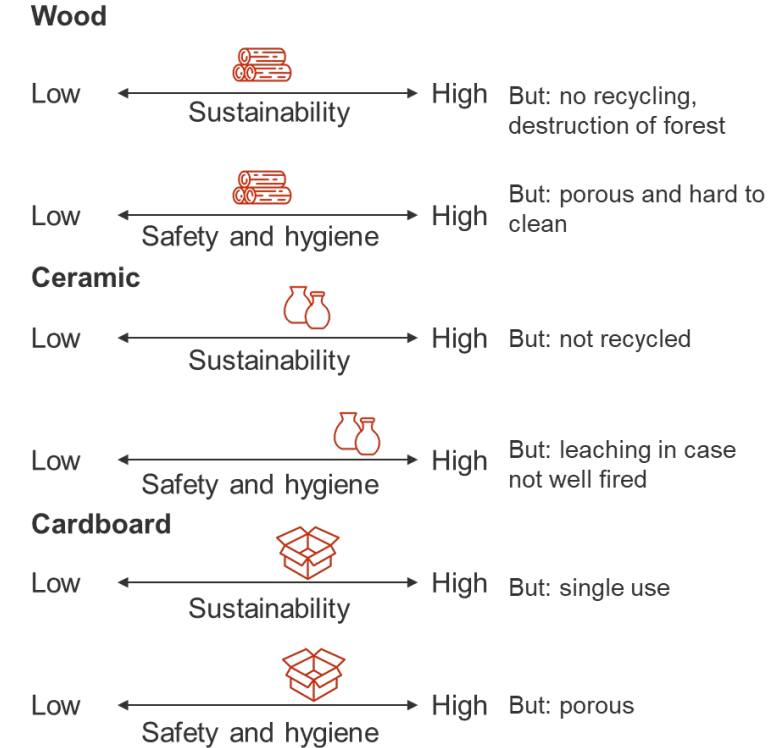 Wood
Low
Sustainability
High
But: no recycling,
destruction of forest
Low
Safety and hygiene
High
But: porous and hard to
clean
Ceramic
Low
Sustainability
High
But: not recycled
Low
Safety and hygiene
High
But: leaching in case
not well fired
Cardboard
Low
Sustainability
High
But: single use
Low
Safety and hygiene
High
But: porous